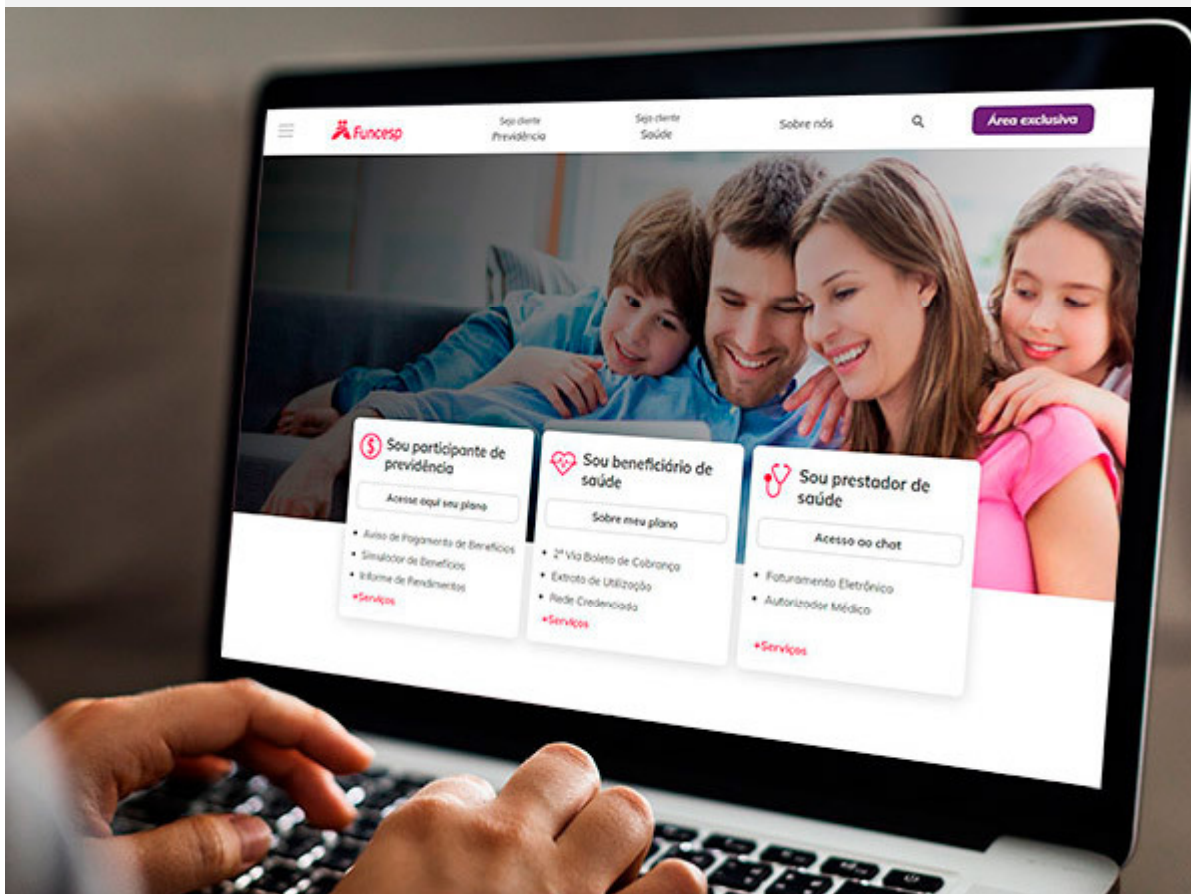 Funcesp
Seja cliente
Previdência
Seja cliente
Saúde
Sobre nós
Área exclusiva
Sou participante de
previdência
Acesse aqui seu plano
• Aviso de Pagamento de Benefícios
• Simulador de Benefícios
• Informe de Rendimentos
+Serviços
Sou beneficiário de
saúde
Sobre meu plano
• 2ª Via Boleto de Cobrança
• Extrato de Utilização
• Rede Credenciada
+Serviços
Sou prestador de
saúde
Acesso ao chat
• Faturamento Eletrônico
• Autorizador Médico
+Serviços